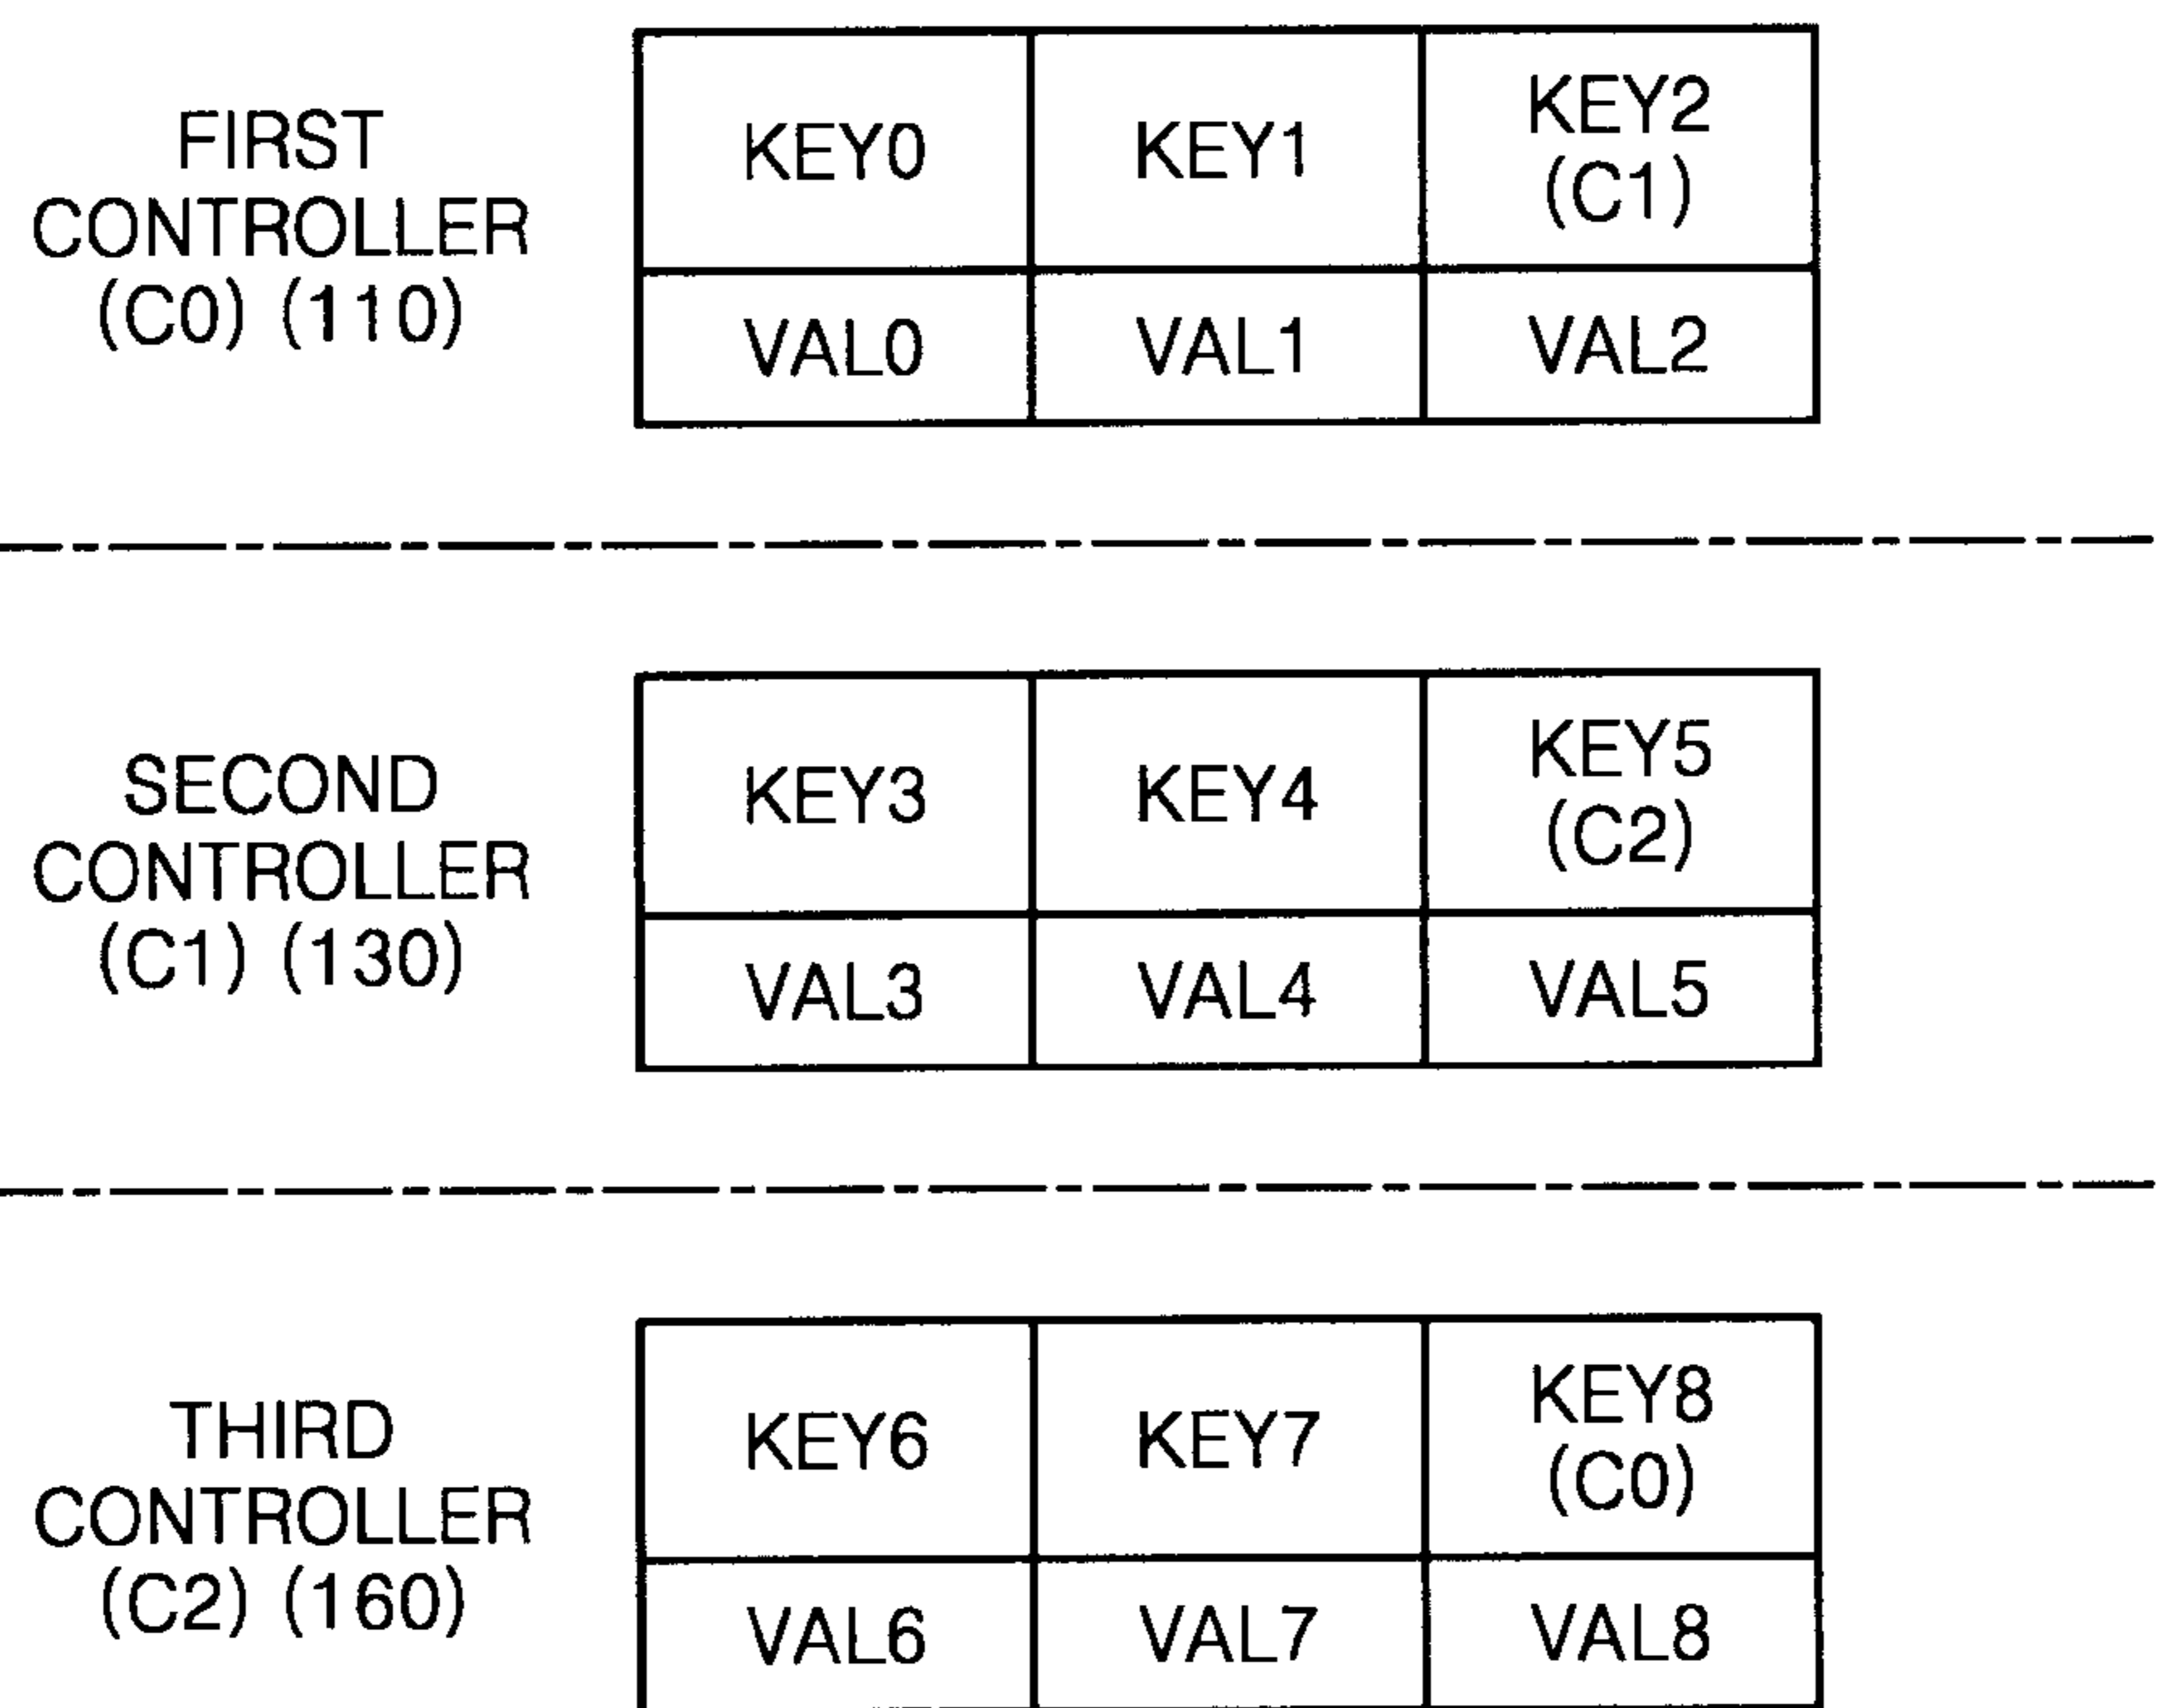 FIRST
CONTROLLER
(C0) (110)
KEY0
KEY1
KEY2
(C1)
VAL0
VAL1
VAL2
SECOND
CONTROLLER
(C1) (130)
KEY3
KEY4
KEY5
(C2)
VAL3
VAL4
VAL5
THIRD
CONTROLLER
(C2) (160)
KEY6
KEY7
KEY8
(C0)
VAL6
VAL7
VAL8